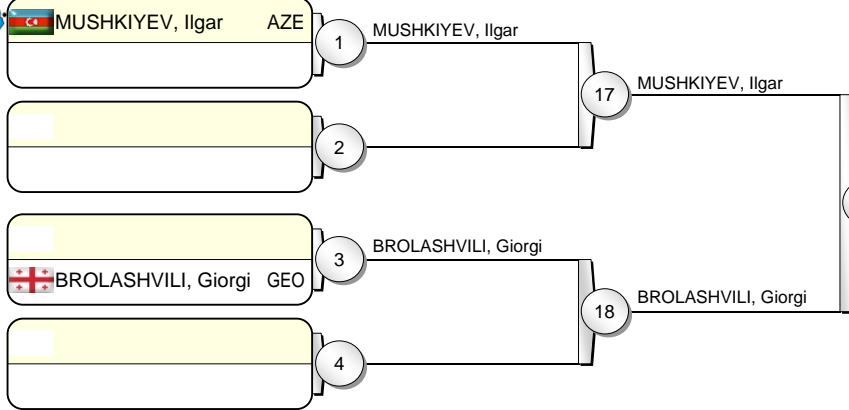 MUSHKIYEV, Ilgar AZE
1
MUSHKIYEV, Ilgar
17
MUSHKIYEV, Ilgar
2
3
BROLASHVILI, Giorgi
BROLASHVILI, Giorgi GEO
18
BROLASHVILI, Giorgi
4